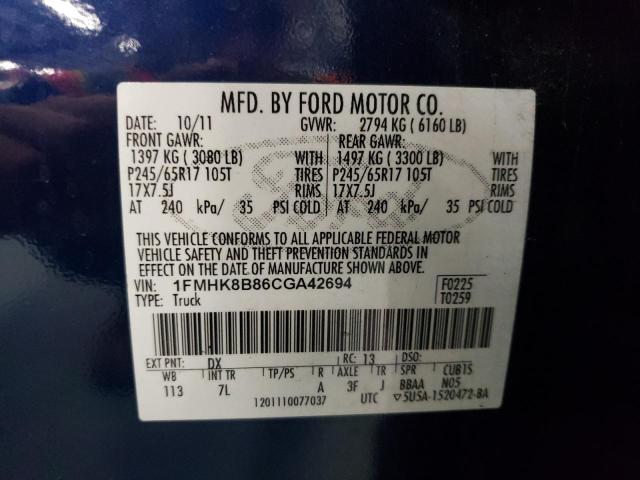 MFD. BY FORD MOTOR CO.
DATE: 10/11 GVWR: 2794 KG ( 6160 LB)
FRONT GAWR: REAR GAWR:
1397 KG ( 3080 LB) WITH 1497 KG ( 3300 LB) WITH
P245/65R17 105T TIRES P245/65R17 105T TIRES
17X7.5J RIMS 17X7.5J RIMS
AT 240 kPa/ 35 PSI COLD AT 240 kPa/ 35 PSI COLD
Ford
THIS VEHICLE CONFORMS TO ALL APPLICABLE FEDERAL MOTOR
VEHICLE SAFETY AND THEFT PREVENTION STANDARDS IN
EFFECT ON THE DATE OF MANUFACTURE SHOWN ABOVE.
VIN: 1FMHK8B86CGA42694 F0225
TYPE: Truck T0259
EXT PNT: DX RC: 13 DSO:
WB INT TR TP/PS R AXLE TR SPR CUB1S
113 7L A 3F J BBAA N05
1201110077037 UTC ▽5U5A-1520472-BA